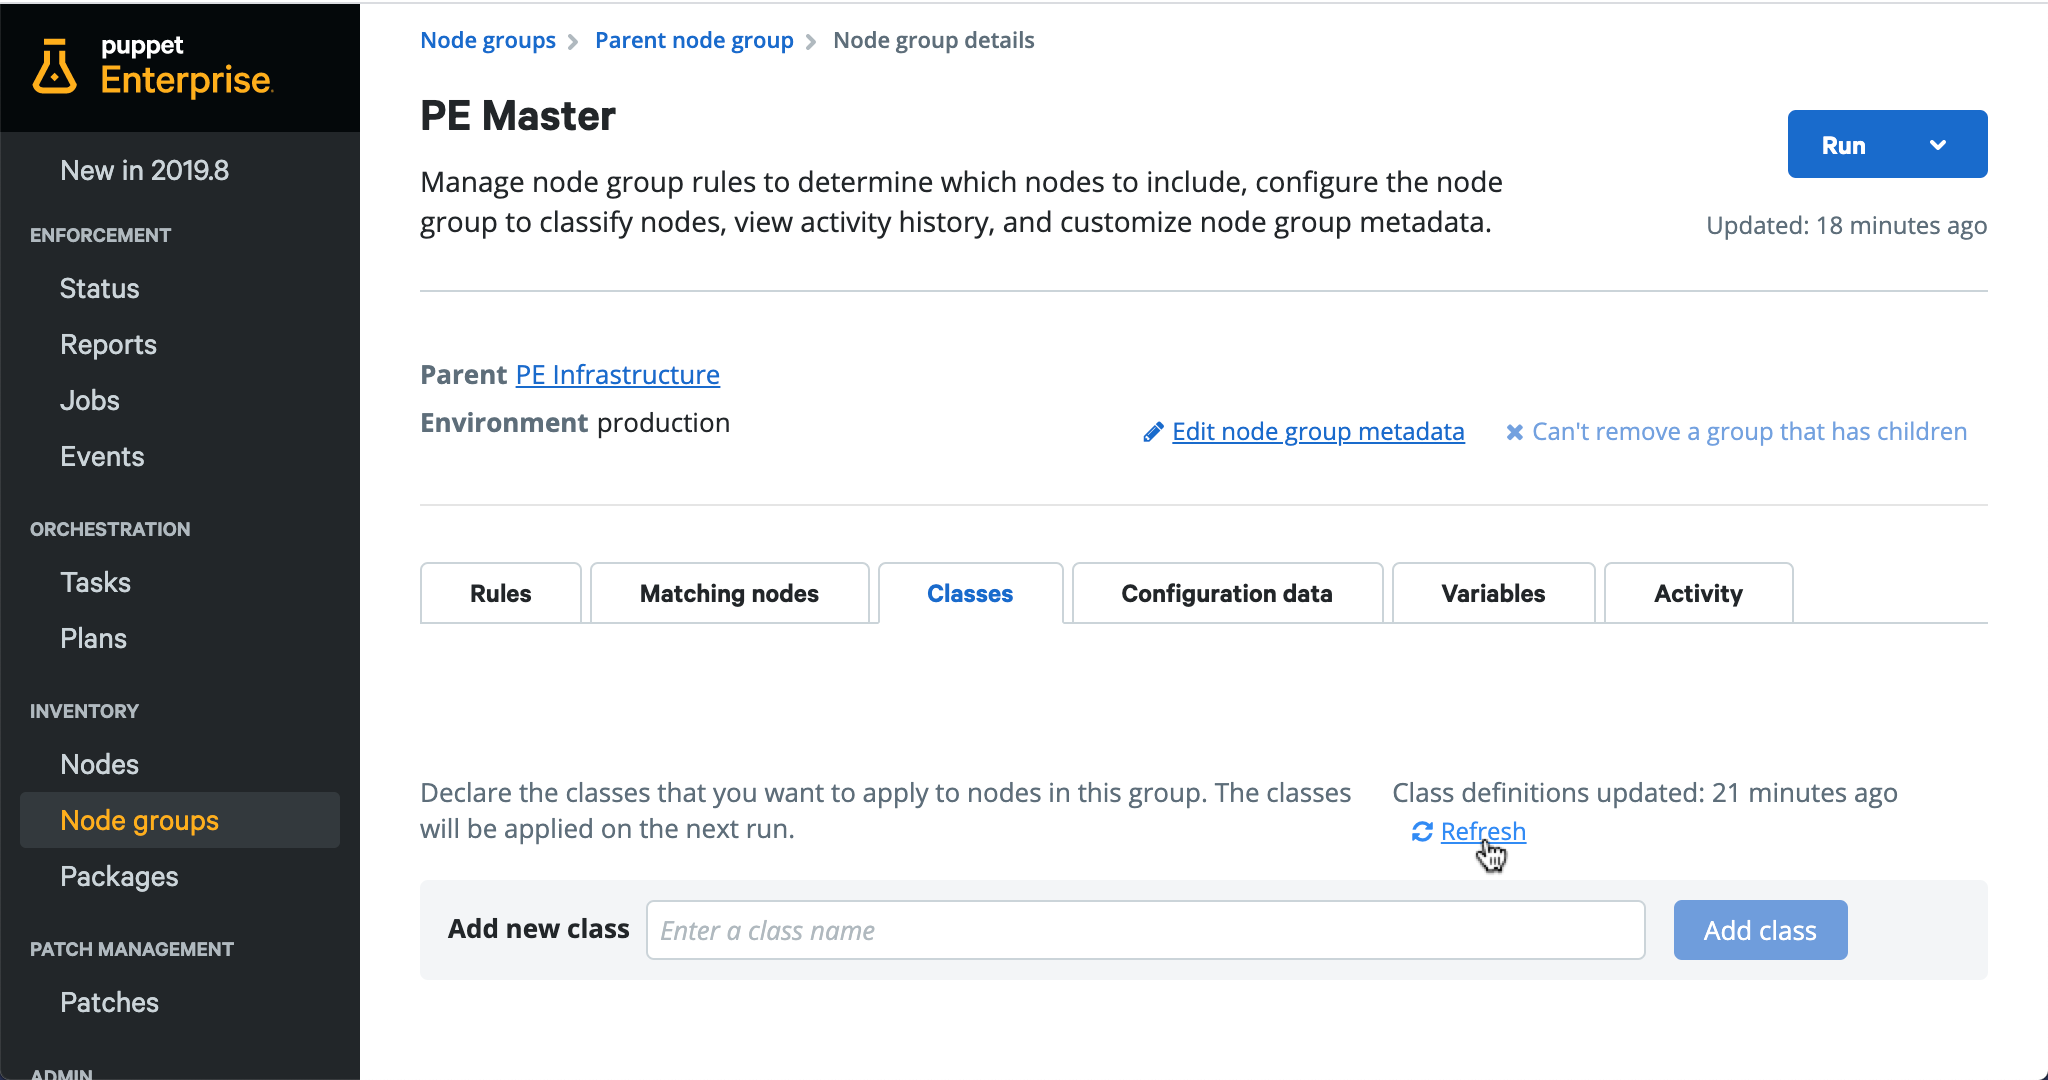 puppet
Enterprise.
New in 2019.8
ENFORCEMENT
Status
Reports
Jobs
Events
ORCHESTRATION
Tasks
Plans
INVENTORY
Nodes
Node groups
Packages
PATCH MANAGEMENT
Patches
ADMIN
Node groups
Parent node group
Node group details
PE Master
Manage node group rules to determine which nodes to include, configure the node
group to classify nodes, view activity history, and customize node group metadata.
Run
Updated: 18 minutes ago
Parent PE Infrastructure
Environment production
Edit node group metadata
Can't remove a group that has children
Rules
Matching nodes
Classes
Configuration data
Variables
Activity
Declare the classes that you want to apply to nodes in this group. The classes
will be applied on the next run.
Class definitions updated: 21 minutes ago
Refresh
Add new class
Enter a class name
Add class